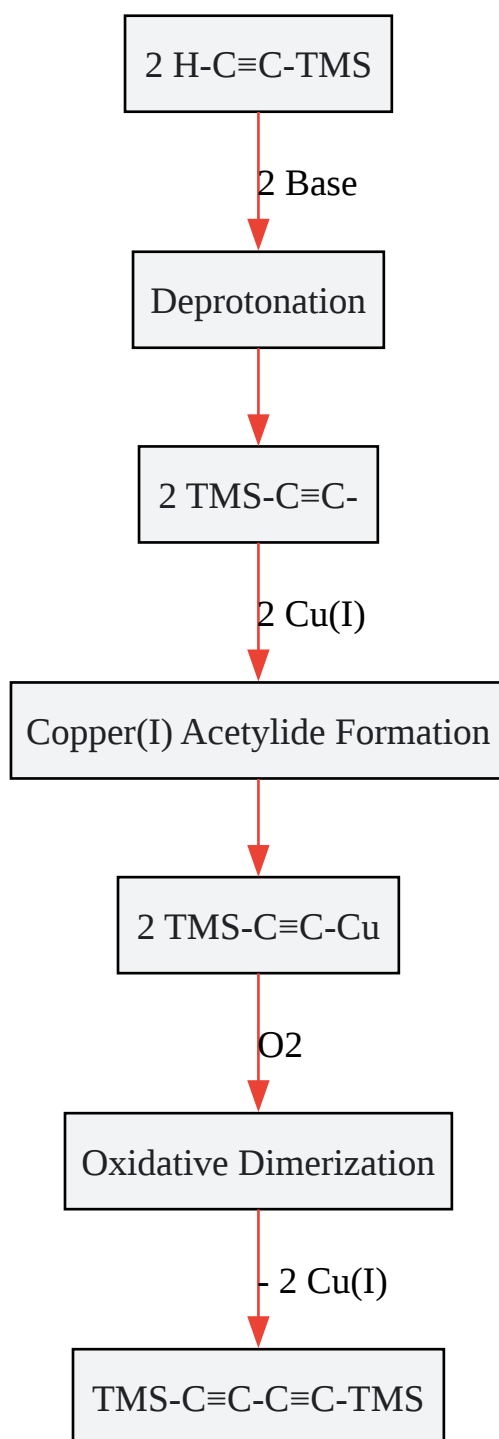 2 H-C≡C-TMS
2 Base
Deprotonation
2 TMS-C≡C-
2 Cu(I)
Copper(I) Acetylide Formation
2 TMS-C≡C-Cu
O2
Oxidative Dimerization
- 2 Cu(I)
TMS-C≡C-C≡C-TMS